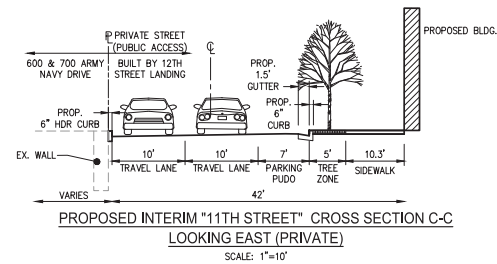 PL PRIVATE STREET
(PUBLIC ACCESS)
600 & 700 ARMY
NAVY DRIVE
BUILT BY 12TH
STREET LANDING
CL
PROP.
1.5'
GUTTER
PROP.
6"
CURB
PROPOSED BLDG.
PROP.
6" HDR CURB
EX. WALL
10'
TRAVEL LANE
10'
TRAVEL LANE
7'
PARKING
PUDO
5'
TREE
ZONE
10.3'
SIDEWALK
VARIES
42'
PROPOSED INTERIM "11TH STREET" CROSS SECTION C-C
LOOKING EAST (PRIVATE)
SCALE: 1"=10'